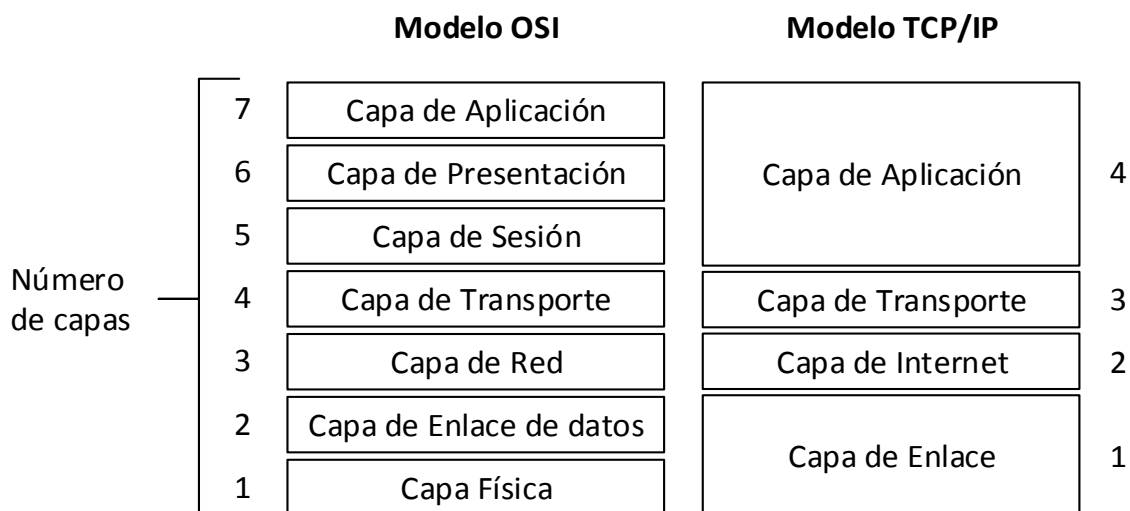 Modelo OSI Modelo TCP/IP
7 Capa de Aplicación
6 Capa de Presentación Capa de Aplicación 4
5 Capa de Sesión
Número
de capas
4 Capa de Transporte Capa de Transporte 3
3 Capa de Red Capa de Internet 2
2 Capa de Enlace de datos
Capa de Enlace 1
1 Capa Física